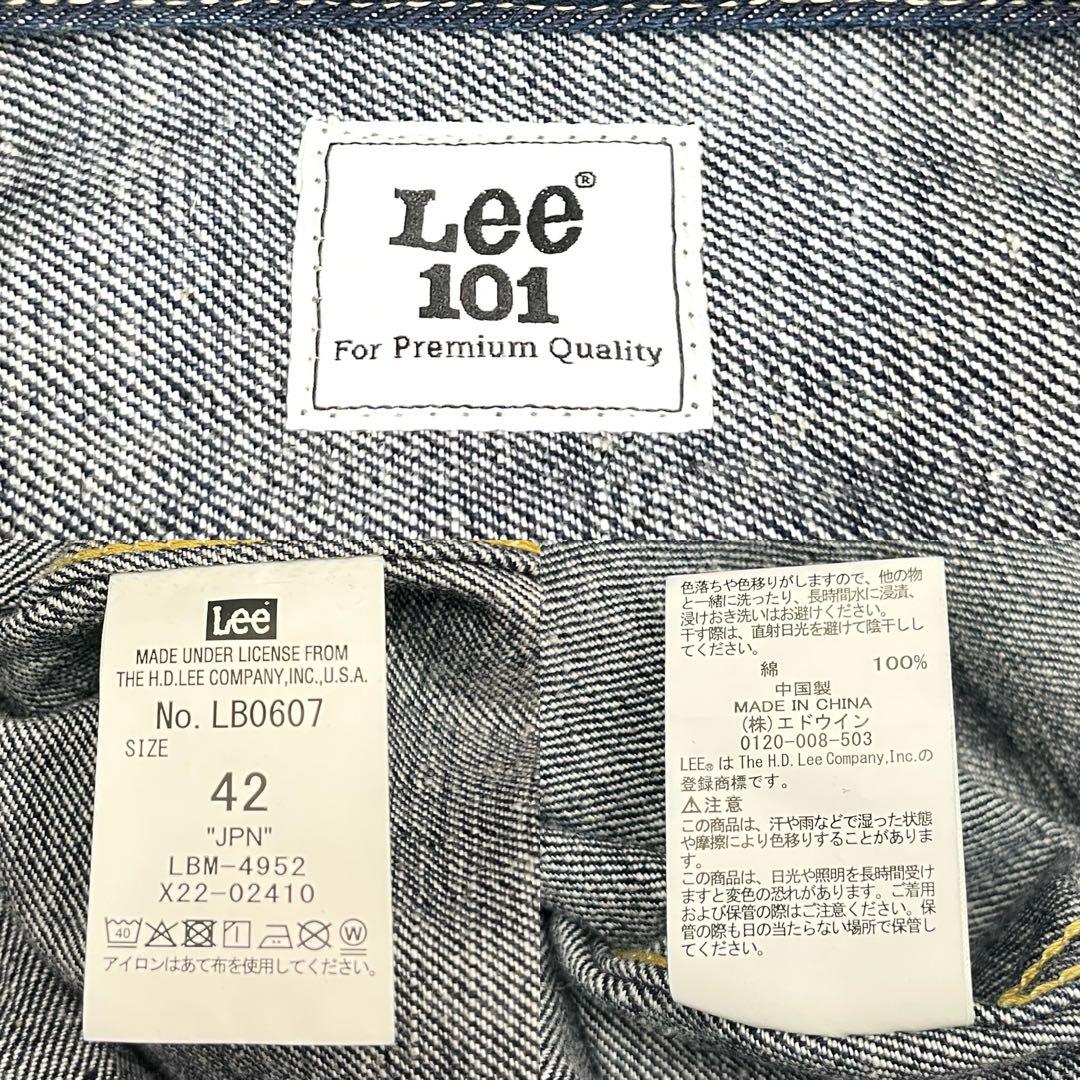 Lee®
101
For Premium Quality
Lee
MADE UNDER LICENSE FROM
THE H.D.LEE COMPANY,INC.,U.S.A.
No. LB0607
SIZE
42
"JPN"
LBM-4952
X22-02410
40
W
アイロンはあて布を使用してください。
色落ちや色移りがしますので、他の物
と一緒に洗ったり、長時間水に浸漬、
浸けおき洗いはお避けください。
干す際は、直射日光を避けて陰干しし
てください。
綿 100%
中国製
MADE IN CHINA
(株)エドウイン
0120-008-503
LEE® は The H.D. Lee Company,Inc.の
登録商標です。
⚠注意
この商品は、汗や雨などで湿った状態
や摩擦により色移りすることがありま
す。
この商品は、日光や照明を長時間受け
ますと変色の恐れがあります。ご着用
および保管の際はご注意ください。保
管の際も日の当たらない場所で保管し
てください。